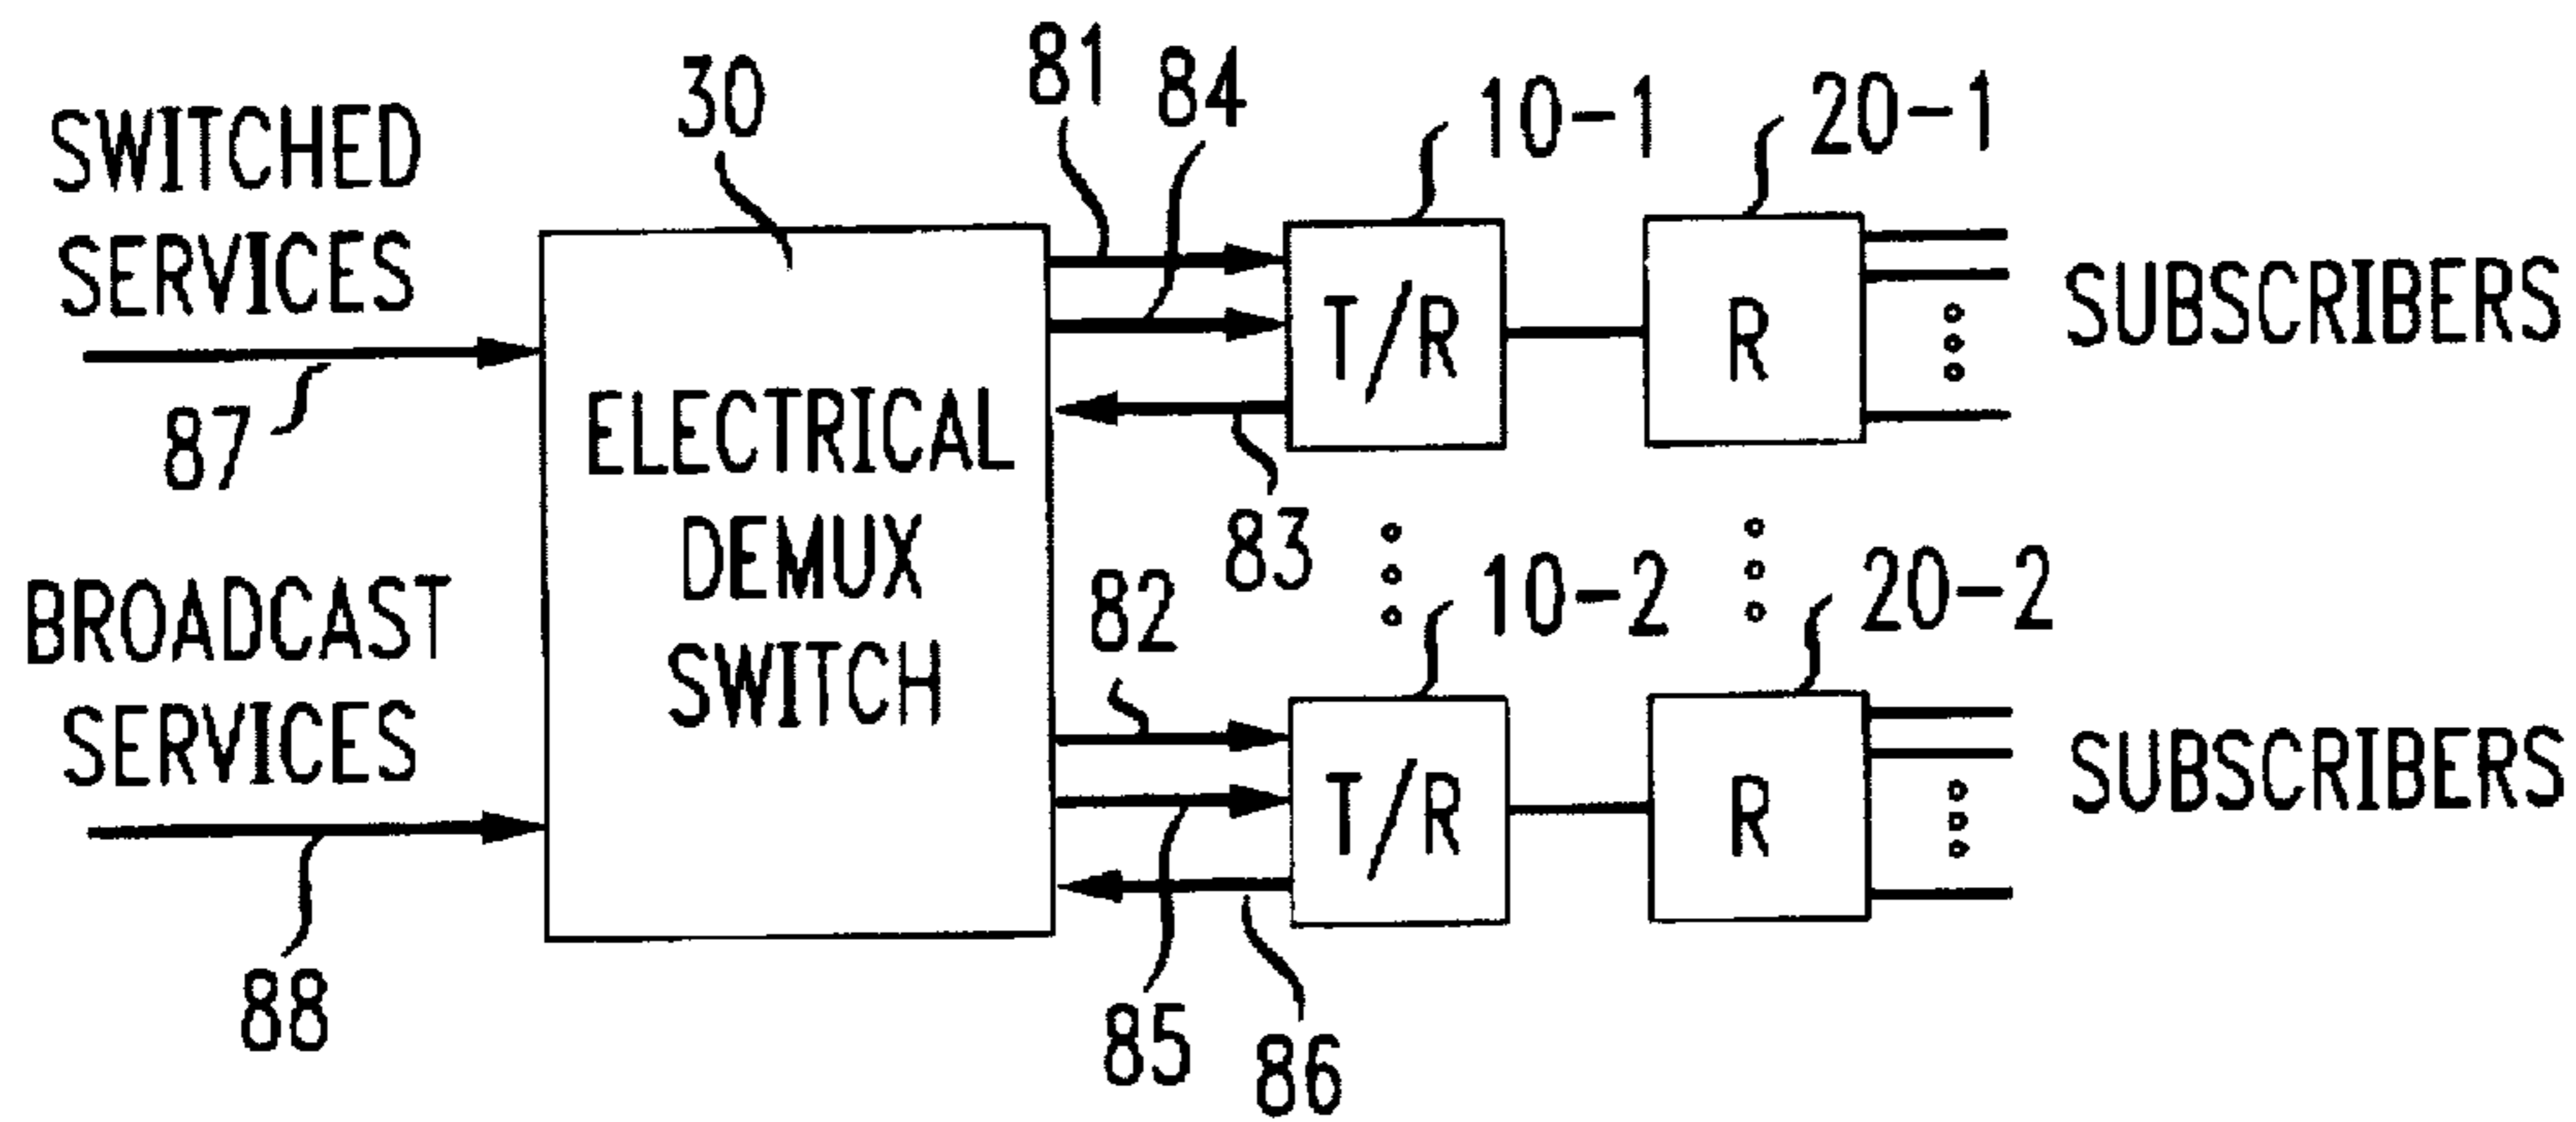 SWITCHED
SERVICES
87
BROADCAST
SERVICES
88
30
ELECTRICAL
DEMUX
SWITCH
81
84
83
82
85
86
10-1
T/R
20-1
R
SUBSCRIBERS
10-2
T/R
20-2
R
SUBSCRIBERS